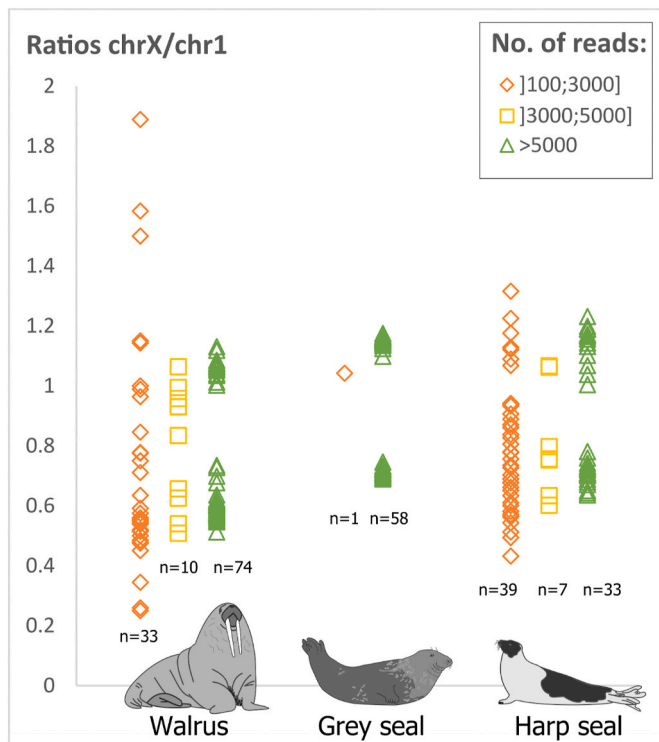 Ratios chrX/chr1
No. of reads:
]100;3000]
]3000;5000]
>5000
2
1.8
1.6
1.4
1.2
1
0.8
0.6
0.4
0.2
0
n=33
n=10 n=74
n=1 n=58
n=39 n=7 n=33
Walrus Grey seal Harp seal